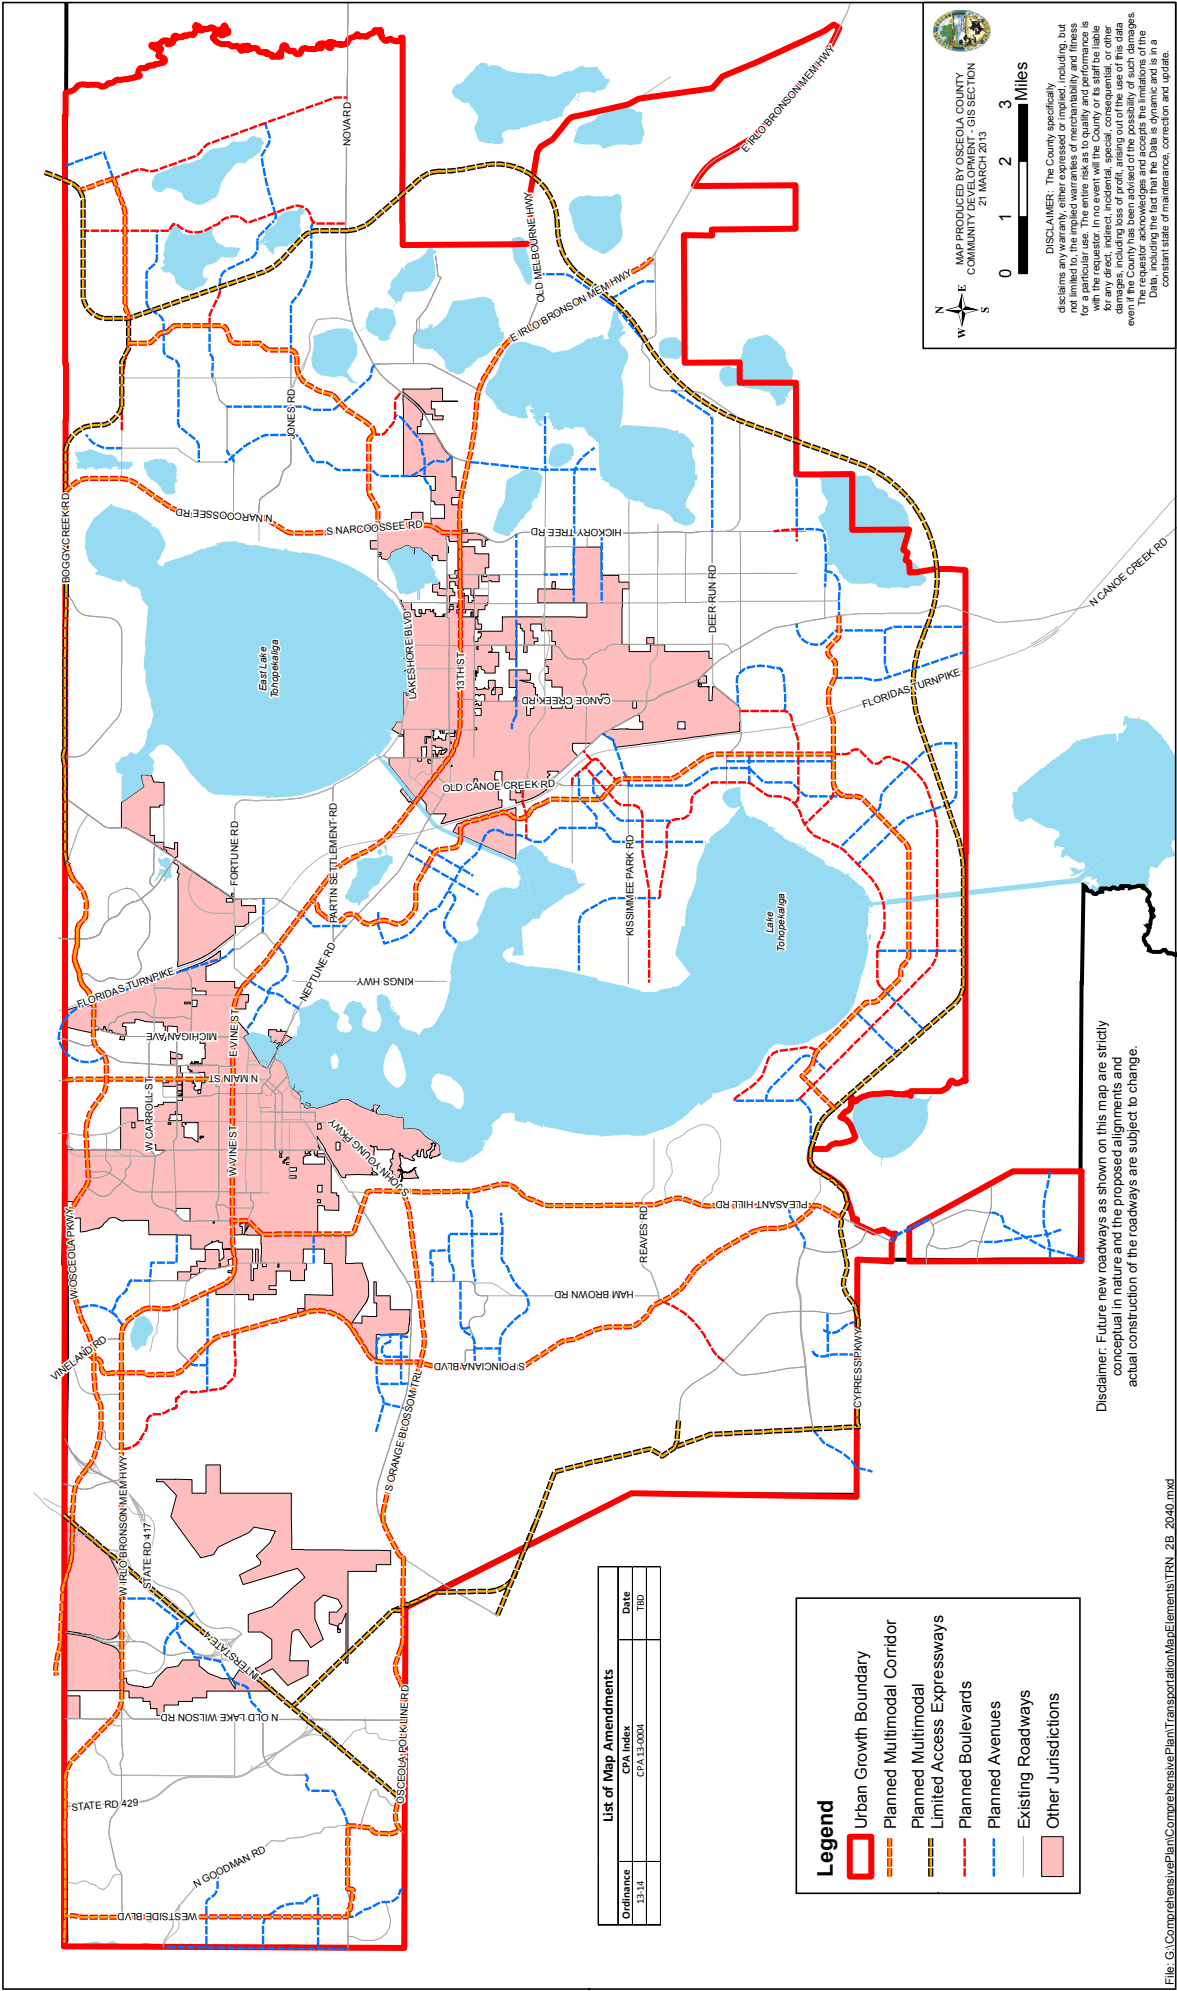 BOGGY CREEK RD
NOVA RD
E IRLO BRONSON MEM HWY
OLD MELBOURNE HWY
E IRLO BRONSON MEM HWY
JONES RD
N NARCOOSSEE RD
S NARCOOSSEE RD
HICKORY TREE RD
DEER RUN RD
N CANOE CREEK RD
East Lake
Tohopekaliga
LAKESHORE BLVD
13TH ST
CANOE CREEK RD
FLORIDAS TURNPIKE
OLD CANOE CREEK RD
FORTUNE RD
PARTIN SETTLEMENT RD
KISSIMMEE PARK RD
Lake
Tohopekaliga
NEPTUNE RD
KINGS HWY
FLORIDAS TURNPIKE
MICHIGAN AVE
E VINE ST
N MAIN ST
W CARROLL ST
W VINE ST
S JOHN YOUNG PKWY
W OSCEOLA PKWY
PLEASANT HILL RD
REAVES RD
HAM BROWN RD
VINELAND RD
S POINCIANA BLVD
CYPRESS PKWY
S ORANGE BLOSSOM TRL
W IRLO BRONSON MEM HWY
STATE RD 417
INTERSTATE 4
N OLD LAKE WILSON RD
OSCEOLA POLK LINE RD
STATE RD 429
N GOODMAN RD
WESTSIDE BLVD
List of Map Amendments
Ordinance CPA Index Date
13-14 CPA 13-0004 TBD
Legend
Urban Growth Boundary
Planned Multimodal Corridor
Planned Multimodal
Limited Access Expressways
Planned Boulevards
Planned Avenues
Existing Roadways
Other Jurisdictions
Disclaimer: Future new roadways as shown on this map are strictly
conceptual in nature and the proposed alignments and
actual construction of the roadways are subject to change.
N
W E
S
MAP PRODUCED BY OSCEOLA COUNTY
COMMUNITY DEVELOPMENT - GIS SECTION
21 MARCH 2013
0 1 2 3 Miles
DISCLAIMER: The County specifically
disclaims any warranty, either expressed or implied, including, but
not limited to, the implied warranties of merchantability and fitness
for a particular use. The entire risk as to quality and performance is
with the requestor. In no event will the County or its staff be liable
for any direct, indirect, incidental, special, consequential, or other
damages, including loss of profit, arising out of the use of this data
even if the County has been advised of the possibility of such damages.
The requestor acknowledges and accepts the limitations of the
Data, including the fact that the Data is dynamic and is in a
constant state of maintenance, correction and update.
File: G:\ComprehensivePlan\ComprehensivePlan\TransportationMapElements\TRN_2B_2040.mxd